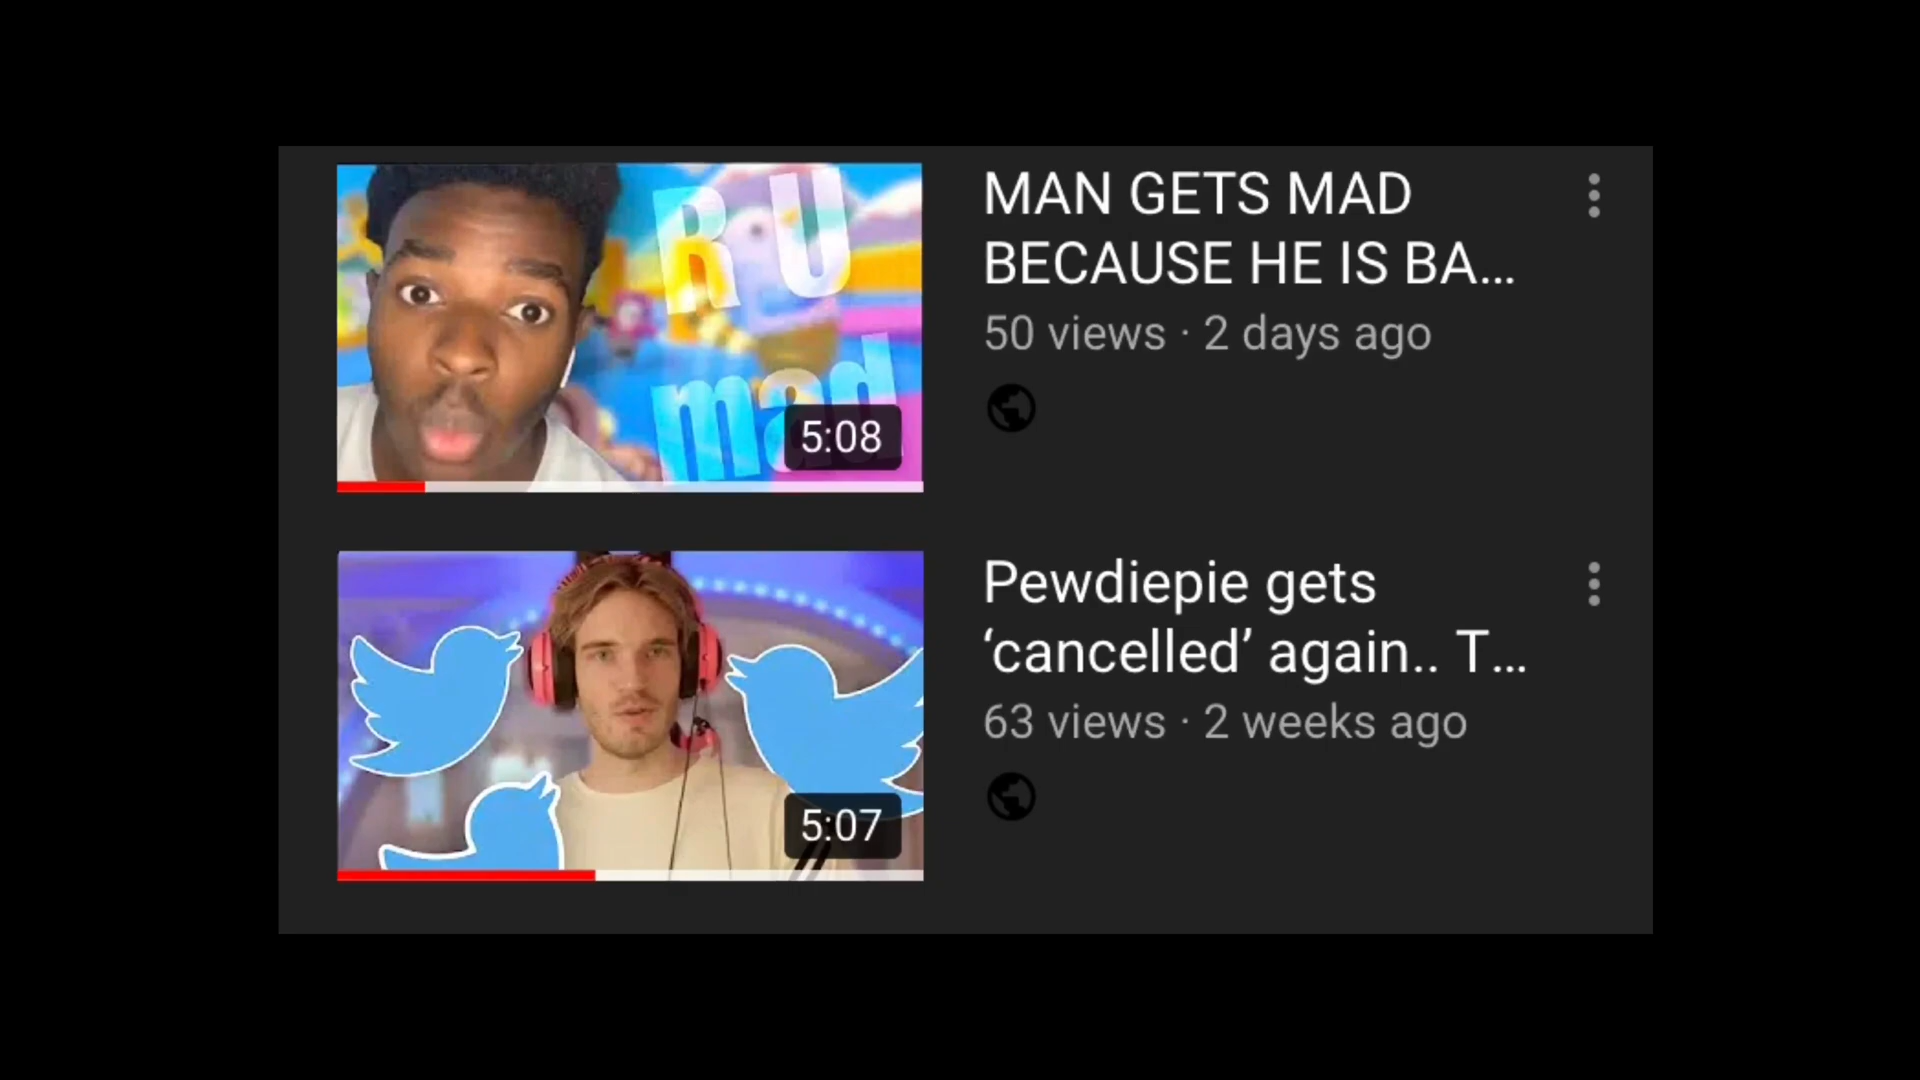 R U
mad
5:08
MAN GETS MAD
BECAUSE HE IS BA...
50 views · 2 days ago
5:07
Pewdiepie gets
‘cancelled’ again.. T...
63 views · 2 weeks ago